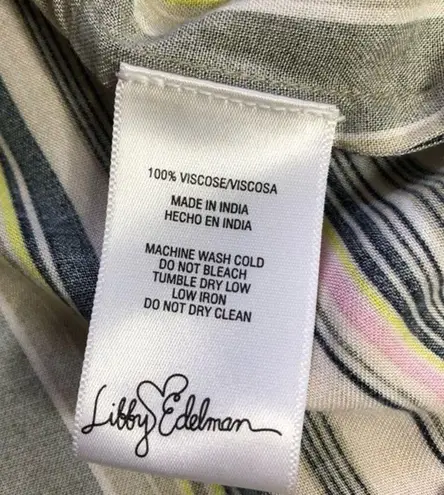 100% VISCOSE/VISCOSA
MADE IN INDIA
HECHO EN INDIA
MACHINE WASH COLD
DO NOT BLEACH
TUMBLE DRY LOW
LOW IRON
DO NOT DRY CLEAN
Libby Edelman